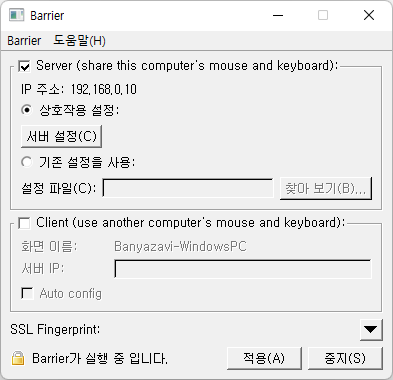 Barrier
Barrier 도움말(H)
Server (share this computer's mouse and keyboard):
IP 주소: 192,168,0,10
상호작용 설정:
서버 설정(C)
기존 설정을 사용:
설정 파일(C):
찾아 보기(B)...
Client (use another computer's mouse and keyboard):
화면 이름: Banyazavi-WindowsPC
서버 IP:
Auto config
SSL Fingerprint:
Barrier가 실행 중 입니다.
적용(A) 중지(S)